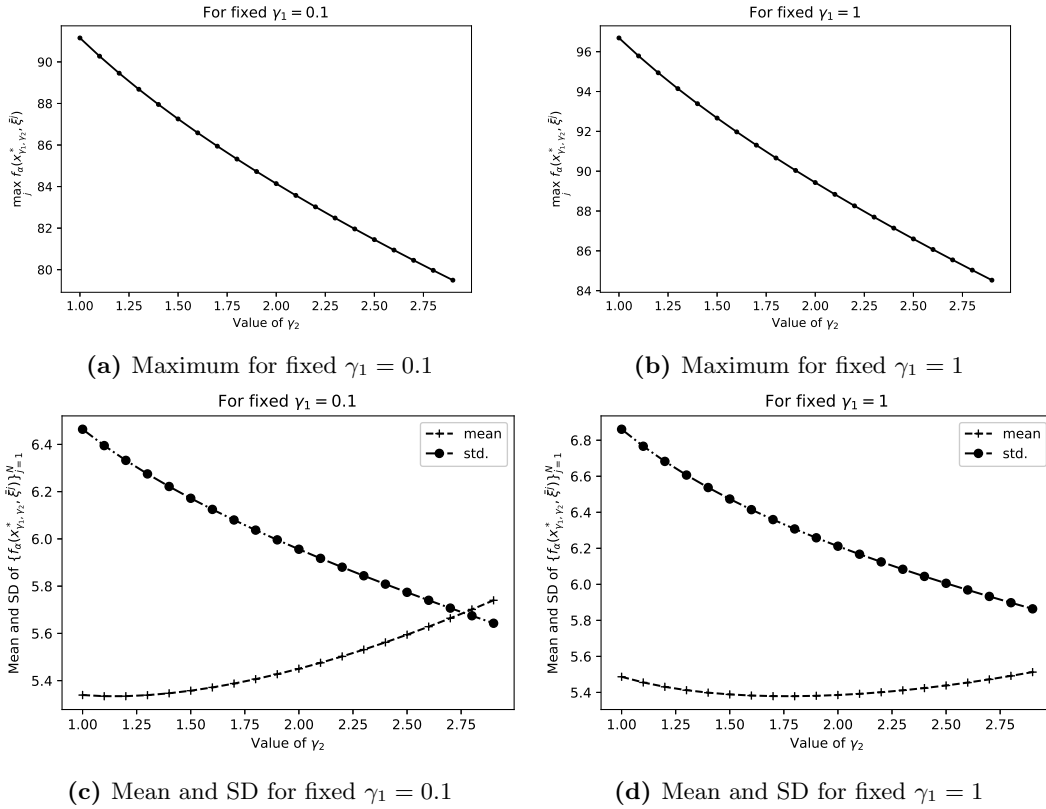 For fixed γ₁ = 0.1
90
88
86
84
82
80
max_j f_α(x*_{γ₁, γ₂}, ξ̄^j)
1.00 1.25 1.50 1.75 2.00 2.25 2.50 2.75
Value of γ₂
(a) Maximum for fixed γ₁ = 0.1
For fixed γ₁ = 1
96
94
92
90
88
86
84
max_j f_α(x*_{γ₁, γ₂}, ξ̄^j)
1.00 1.25 1.50 1.75 2.00 2.25 2.50 2.75
Value of γ₂
(b) Maximum for fixed γ₁ = 1
For fixed γ₁ = 0.1
mean
std.
6.4
6.2
6.0
5.8
5.6
5.4
Mean and SD of {f_α(x*_{γ₁, γ₂}, ξ̄^j)}_{j=1}^N
1.00 1.25 1.50 1.75 2.00 2.25 2.50 2.75
Value of γ₂
(c) Mean and SD for fixed γ₁ = 0.1
For fixed γ₁ = 1
mean
std.
6.8
6.6
6.4
6.2
6.0
5.8
5.6
5.4
Mean and SD of {f_α(x*_{γ₁, γ₂}, ξ̄^j)}_{j=1}^N
1.00 1.25 1.50 1.75 2.00 2.25 2.50 2.75
Value of γ₂
(d) Mean and SD for fixed γ₁ = 1